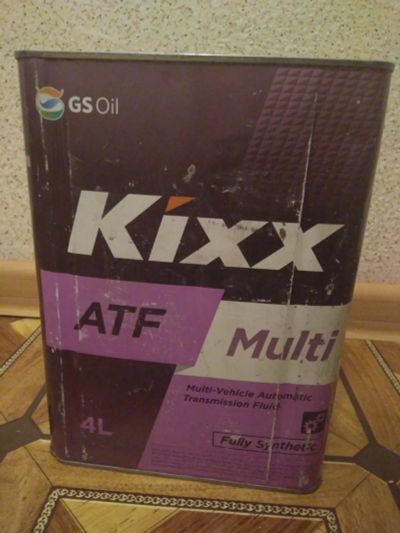 GS Oil
Kixx
ATF
Multi
Multi-Vehicle Automatic
Transmission Fluid
4L
Fully Synthetic